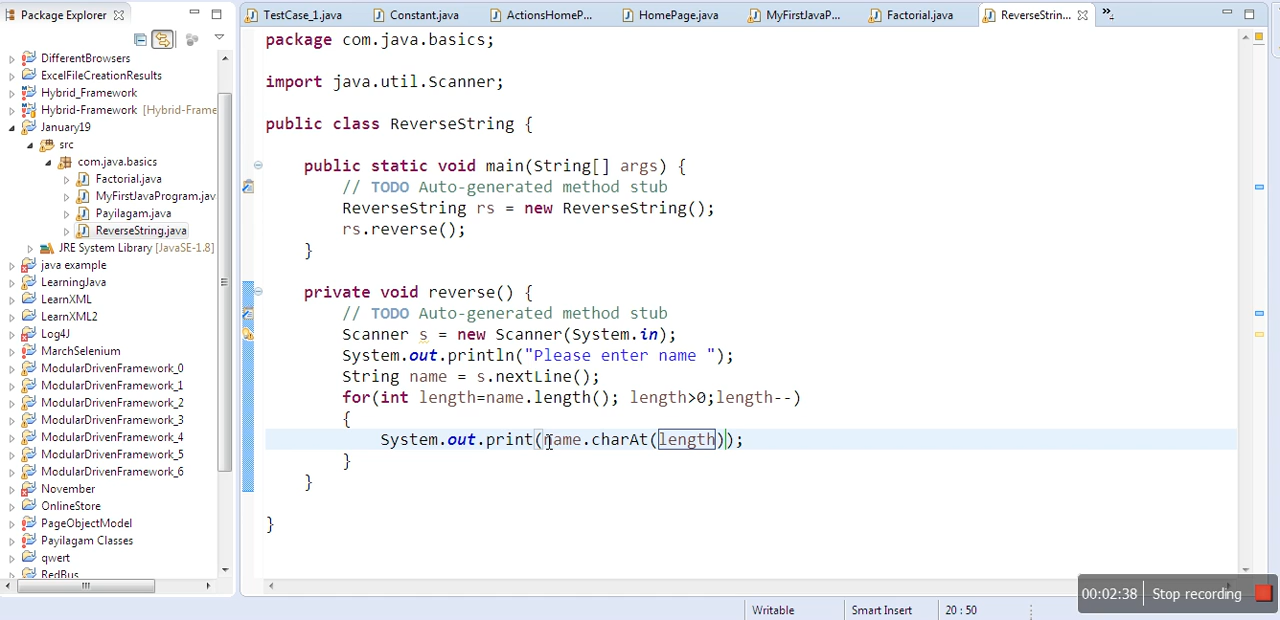 Package Explorer
TestCase_1.java
Constant.java
ActionsHomeP...
HomePage.java
MyFirstJavaP...
Factorial.java
ReverseStrin...
DifferentBrowsers
ExcelFileCreationResults
Hybrid_Framework
Hybrid-Framework [Hybrid-Frame
January19
src
com.java.basics
Factorial.java
MyFirstJavaProgram.jav
Payilagam.java
ReverseString.java
JRE System Library [JavaSE-1.8]
java example
LearningJava
LearnXML
LearnXML2
Log4J
MarchSelenium
ModularDrivenFramework_0
ModularDrivenFramework_1
ModularDrivenFramework_2
ModularDrivenFramework_3
ModularDrivenFramework_4
ModularDrivenFramework_5
ModularDrivenFramework_6
November
OnlineStore
PageObjectModel
Payilagam Classes
qwert
RedBus
package com.java.basics;
import java.util.Scanner;
public class ReverseString {
public static void main(String[] args) {
// TODO Auto-generated method stub
ReverseString rs = new ReverseString();
rs.reverse();
}
private void reverse() {
// TODO Auto-generated method stub
Scanner s = new Scanner(System.in);
System.out.println("Please enter name ");
String name = s.nextLine();
for(int length=name.length(); length>0;length--)
{
System.out.print(name.charAt(length));
}
}
}
00:02:38 Stop recording
Writable Smart Insert 20 : 50